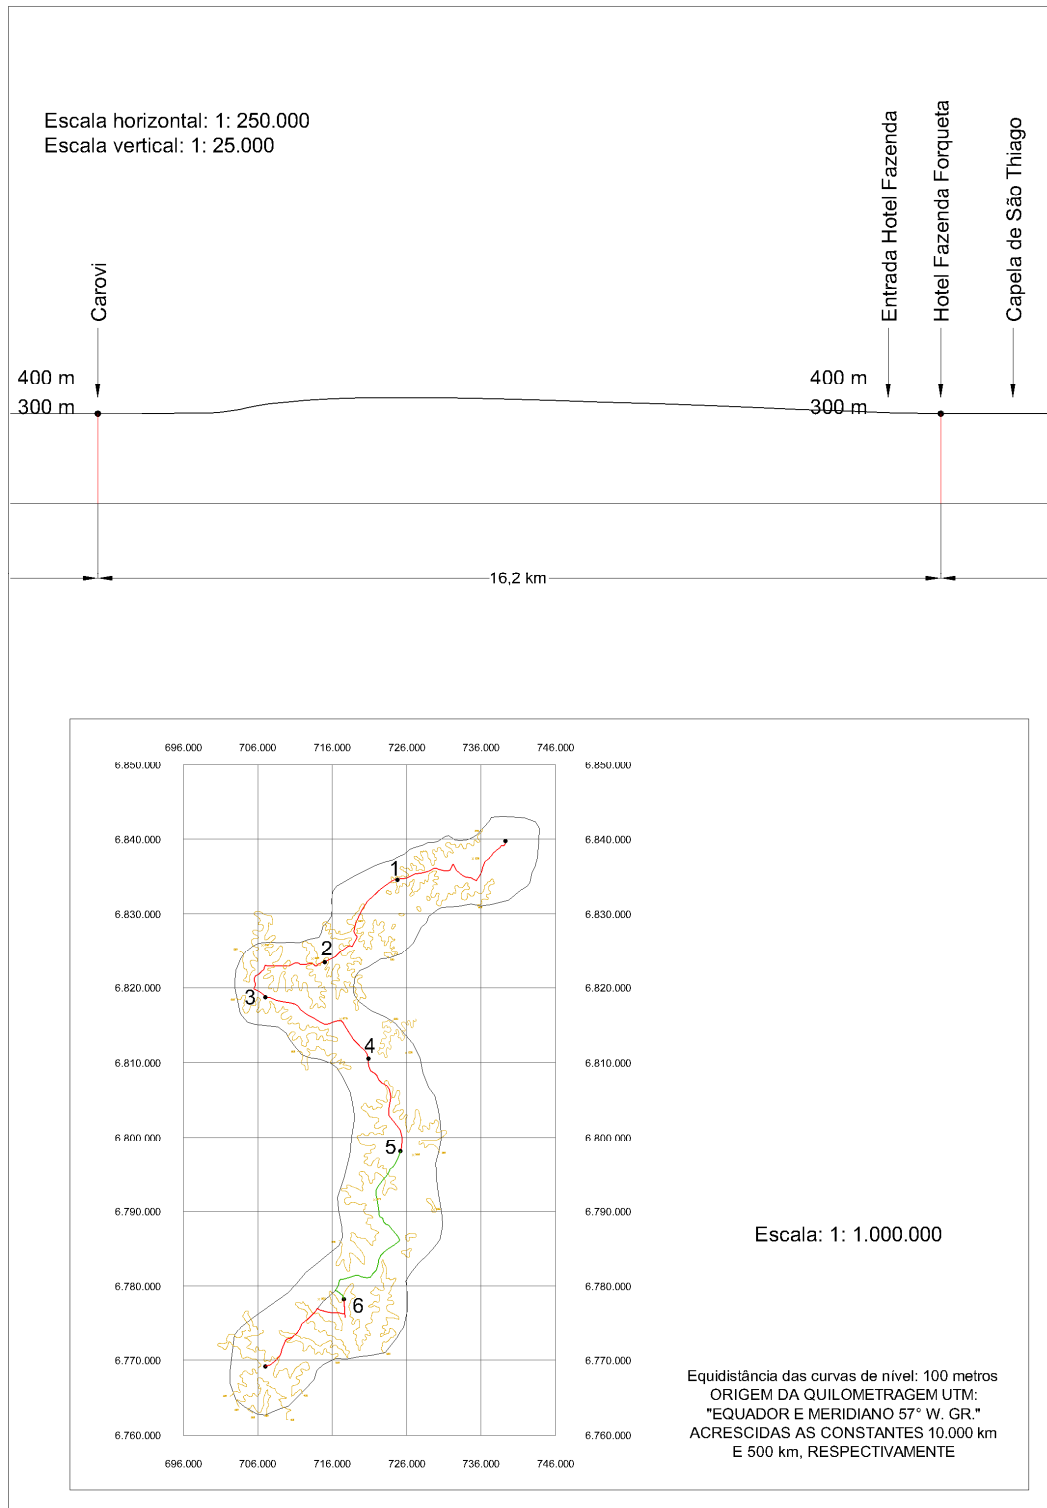 Escala horizontal: 1: 250.000
Escala vertical: 1: 25.000
Carovi
Entrada Hotel Fazenda
Hotel Fazenda Forqueta
Capela de São Thiago
400 m
300 m
400 m
300 m
16,2 km
696.000 706.000 716.000 726.000 736.000 746.000
6.850.000 6.850.000
6.840.000 6.840.000
1
6.830.000 6.830.000
2
6.820.000 6.820.000
3
4
6.810.000 6.810.000
6.800.000 6.800.000
5
6.790.000 6.790.000
Escala: 1: 1.000.000
6.780.000 6.780.000
6
6.770.000 6.770.000
6.760.000 6.760.000
696.000 706.000 716.000 726.000 736.000 746.000
Equidistância das curvas de nível: 100 metros
ORIGEM DA QUILOMETRAGEM UTM:
"EQUADOR E MERIDIANO 57° W. GR."
ACRESCIDAS AS CONSTANTES 10.000 km
E 500 km, RESPECTIVAMENTE